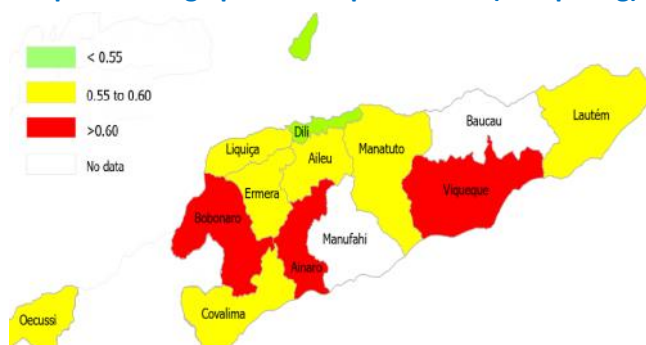 < 0.55
0.55 to 0.60
>0.60
No data
Dili
Baucau
Lautém
Liquiça
Aileu
Manatuto
Ermera
Viqueque
Bobonaro
Manufahi
Ainaro
Oecussi
Covalima